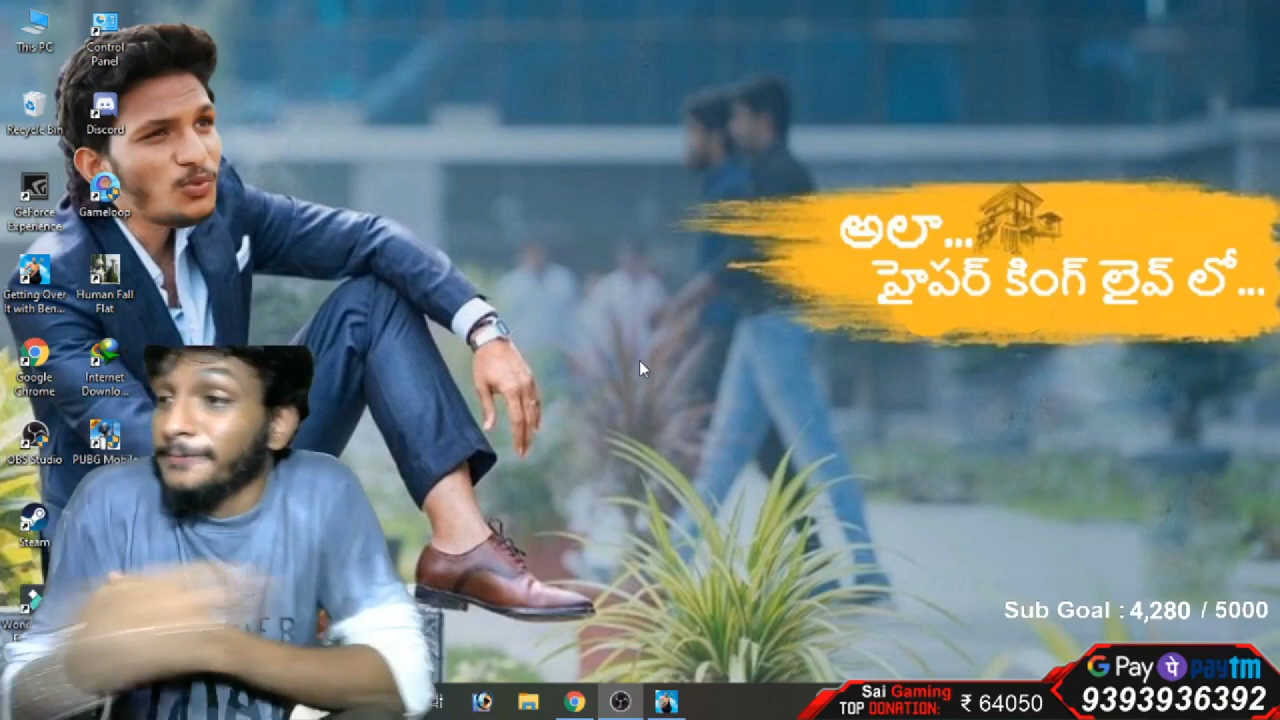 This PC
Control
Panel
Recycle Bin
Discord
GeForce
Experience
Gameloop
Getting Over
It with Ben...
Human Fall
Flat
Google
Chrome
Internet
Downlo...
OBS Studio
PUBG Mobile
Steam
అలా...
హైపర్ కింగ్ లైవ్ లో...
Sub Goal : 4,280 / 5000
G Pay पे paytm
9393936392
Sai Gaming
TOP DONATION: ₹ 64050